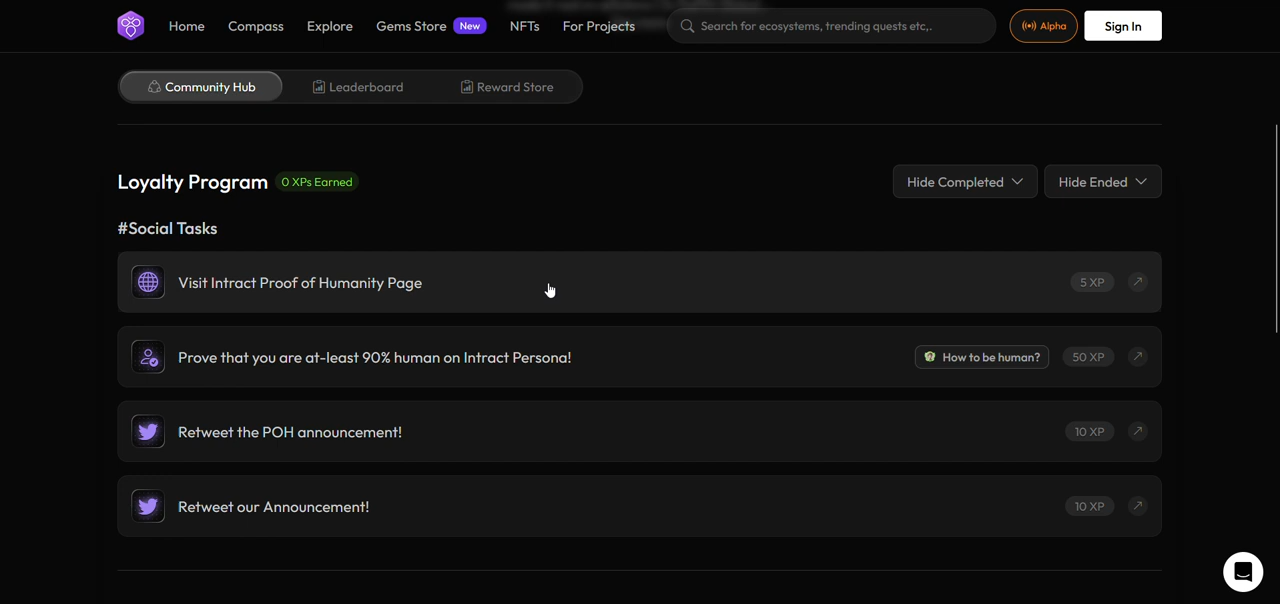 Home Compass Explore Gems Store New NFTs For Projects Search for ecosystems, trending quests etc,. Alpha Sign In
Community Hub Leaderboard Reward Store
Loyalty Program 0 XPs Earned Hide Completed Hide Ended
#Social Tasks
Visit Intract Proof of Humanity Page 5 XP
Prove that you are at-least 90% human on Intract Persona! How to be human? 50 XP
Retweet the POH announcement! 10 XP
Retweet our Announcement! 10 XP